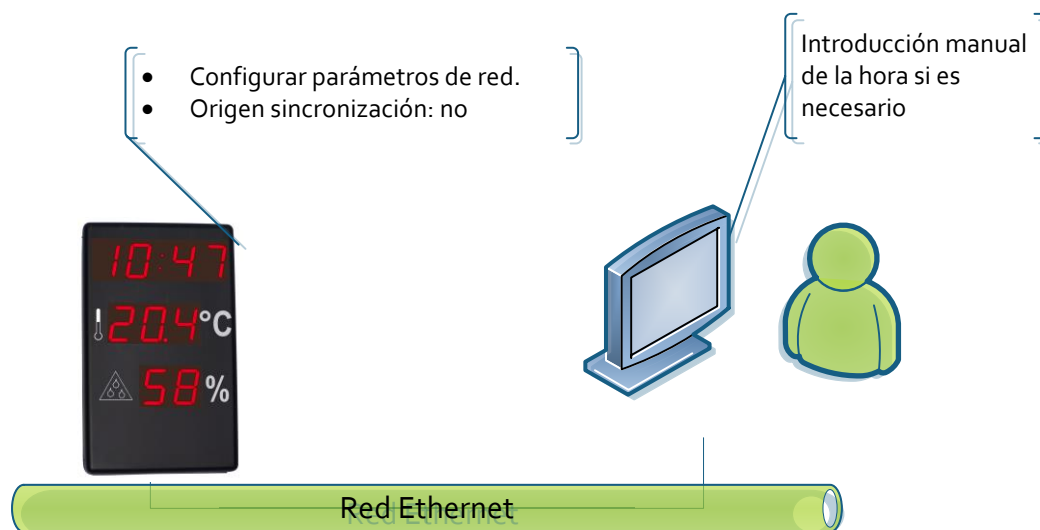 • Configurar parámetros de red.
• Origen sincronización: no
Introducción manual
de la hora si es
necesario
10:47
20.4°C
58%
Red Ethernet